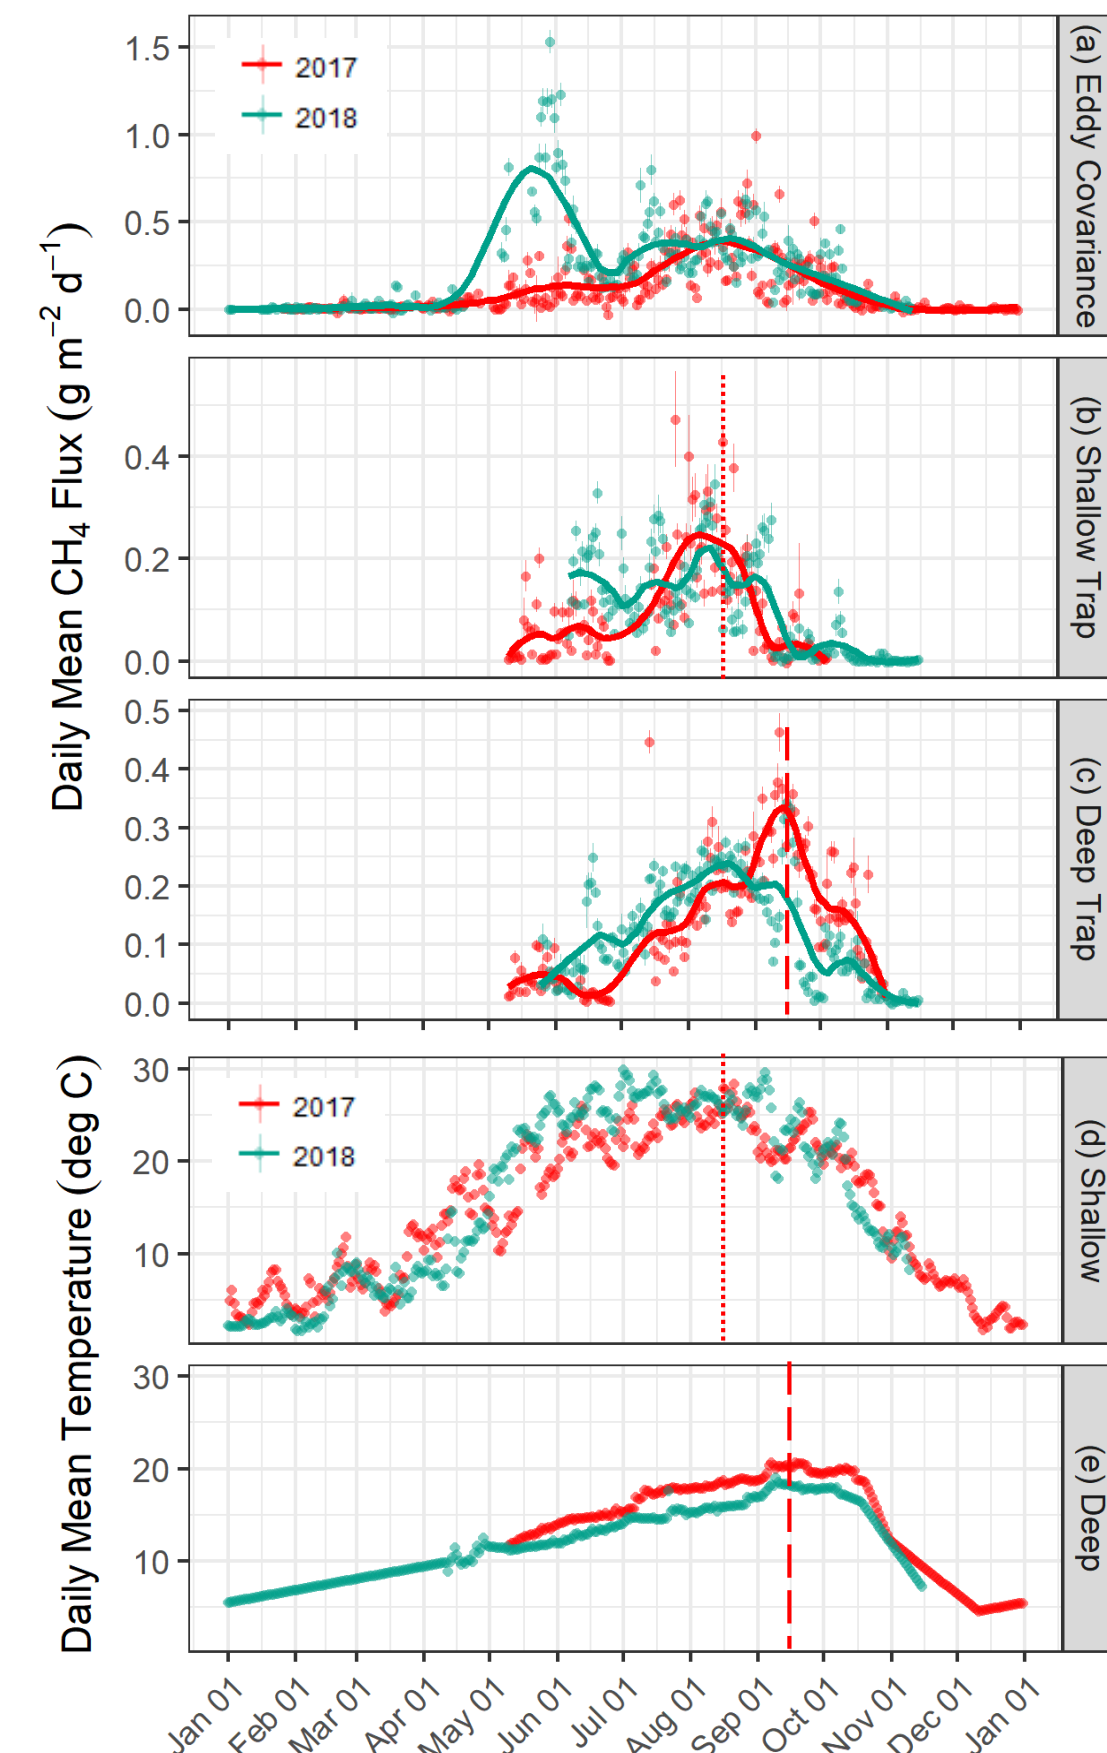 Daily Mean CH4 Flux (g m−2 d−1)
1.5
1.0
0.5
0.0
2017
2018
(a) Eddy Covariance
0.4
0.2
0.0
(b) Shallow Trap
0.5
0.4
0.3
0.2
0.1
0.0
(c) Deep Trap
Daily Mean Temperature (deg C)
30
20
10
2017
2018
(d) Shallow
30
20
10
(e) Deep
Jan 01
Feb 01
Mar 01
Apr 01
May 01
Jun 01
Jul 01
Aug 01
Sep 01
Oct 01
Nov 01
Dec 01
Jan 01